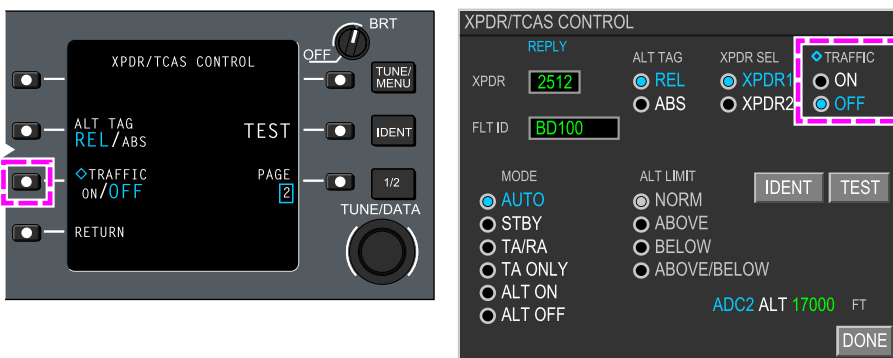 BRT
OFF
XPDR/TCAS CONTROL
TUNE/
MENU
ALT TAG
REL/ABS
TEST
IDENT
◇TRAFFIC
ON/OFF
PAGE
2
1/2
TUNE/DATA
RETURN
XPDR/TCAS CONTROL
REPLY
XPDR 2512
FLT ID BD100
ALT TAG
REL
ABS
XPDR SEL
XPDR1
XPDR2
◇TRAFFIC
ON
OFF
MODE
AUTO
STBY
TA/RA
TA ONLY
ALT ON
ALT OFF
ALT LIMIT
NORM
ABOVE
BELOW
ABOVE/BELOW
IDENT TEST
ADC2 ALT 17000 FT
DONE